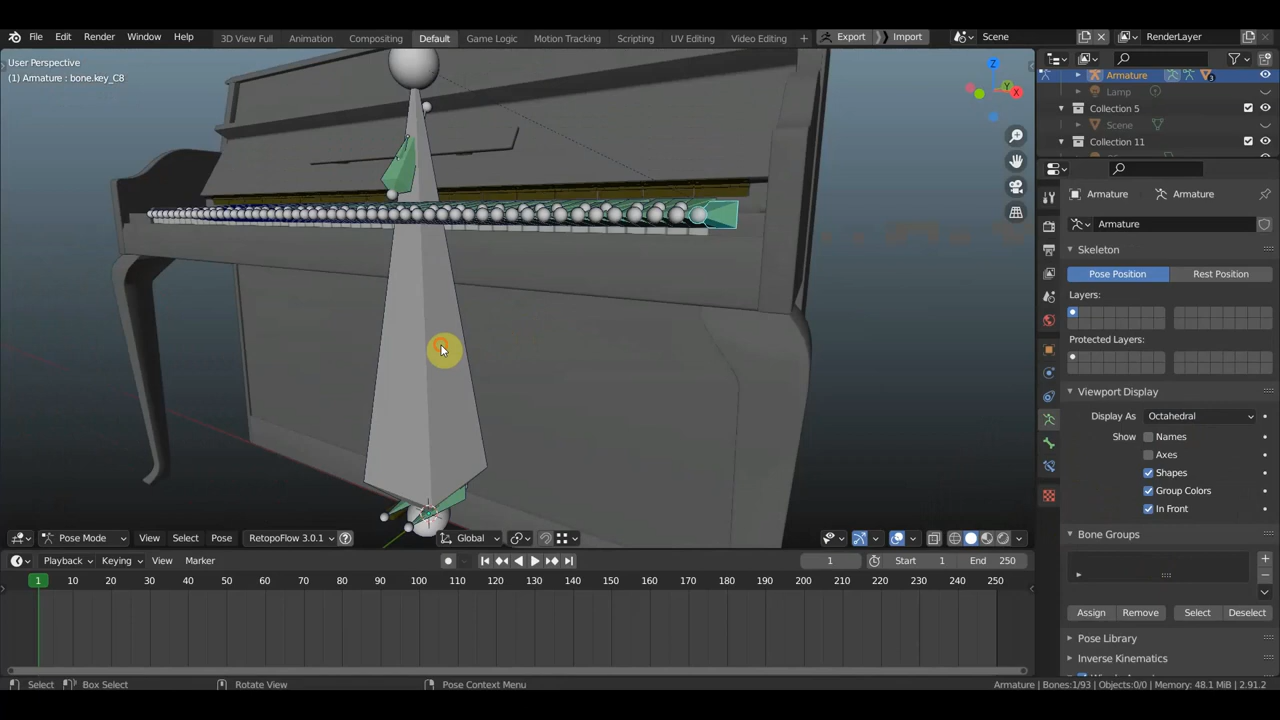 File Edit Render Window Help 3D View Full Animation Compositing Default Game Logic Motion Tracking Scripting UV Editing Video Editing Export Import Scene RenderLayer
User Perspective
(1) Armature : bone.key_C8
Z
Y
X
Armature
3
Lamp
Collection 5
Scene
Collection 11
Armature Armature
Armature
Skeleton
Pose Position Rest Position
Layers:
Protected Layers:
Viewport Display
Display As Octahedral
Show Names
Axes
Shapes
Group Colors
In Front
Bone Groups
Assign Remove Select Deselect
Pose Library
Inverse Kinematics
Pose Mode View Select Pose RetopoFlow 3.0.1 Global
Playback Keying View Marker 1 Start 1 End 250
1 10 20 30 40 50 60 70 80 90 100 110 120 130 140 150 160 170 180 190 200 210 220 230 240 250
Select Box Select Rotate View Pose Context Menu Armature | Bones:1/93 | Objects:0/0 | Memory: 48.1 MiB | 2.91.2